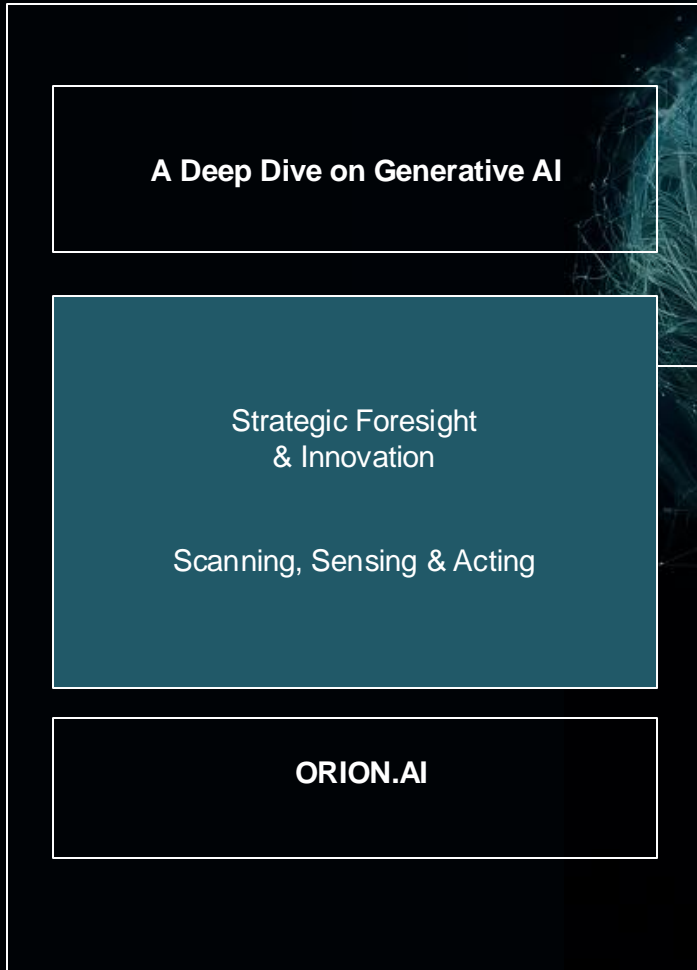 A Deep Dive on Generative AI
Strategic Foresight
& Innovation
Scanning, Sensing & Acting
ORION.AI